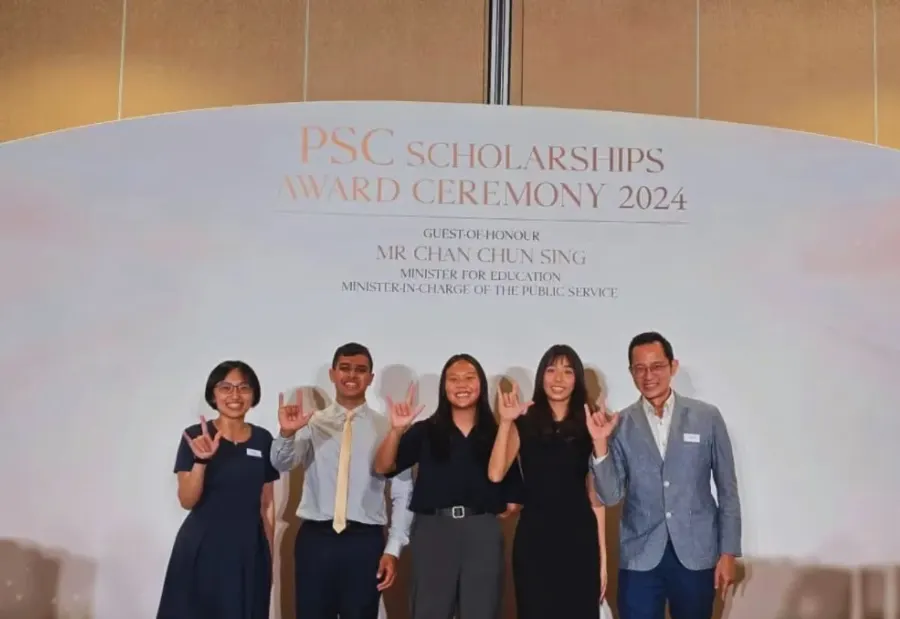 PSC SCHOLARSHIPS
AWARD CEREMONY 2024
GUEST-OF-HONOUR
MR CHAN CHUN SING
MINISTER FOR EDUCATION
MINISTER-IN-CHARGE OF THE PUBLIC SERVICE